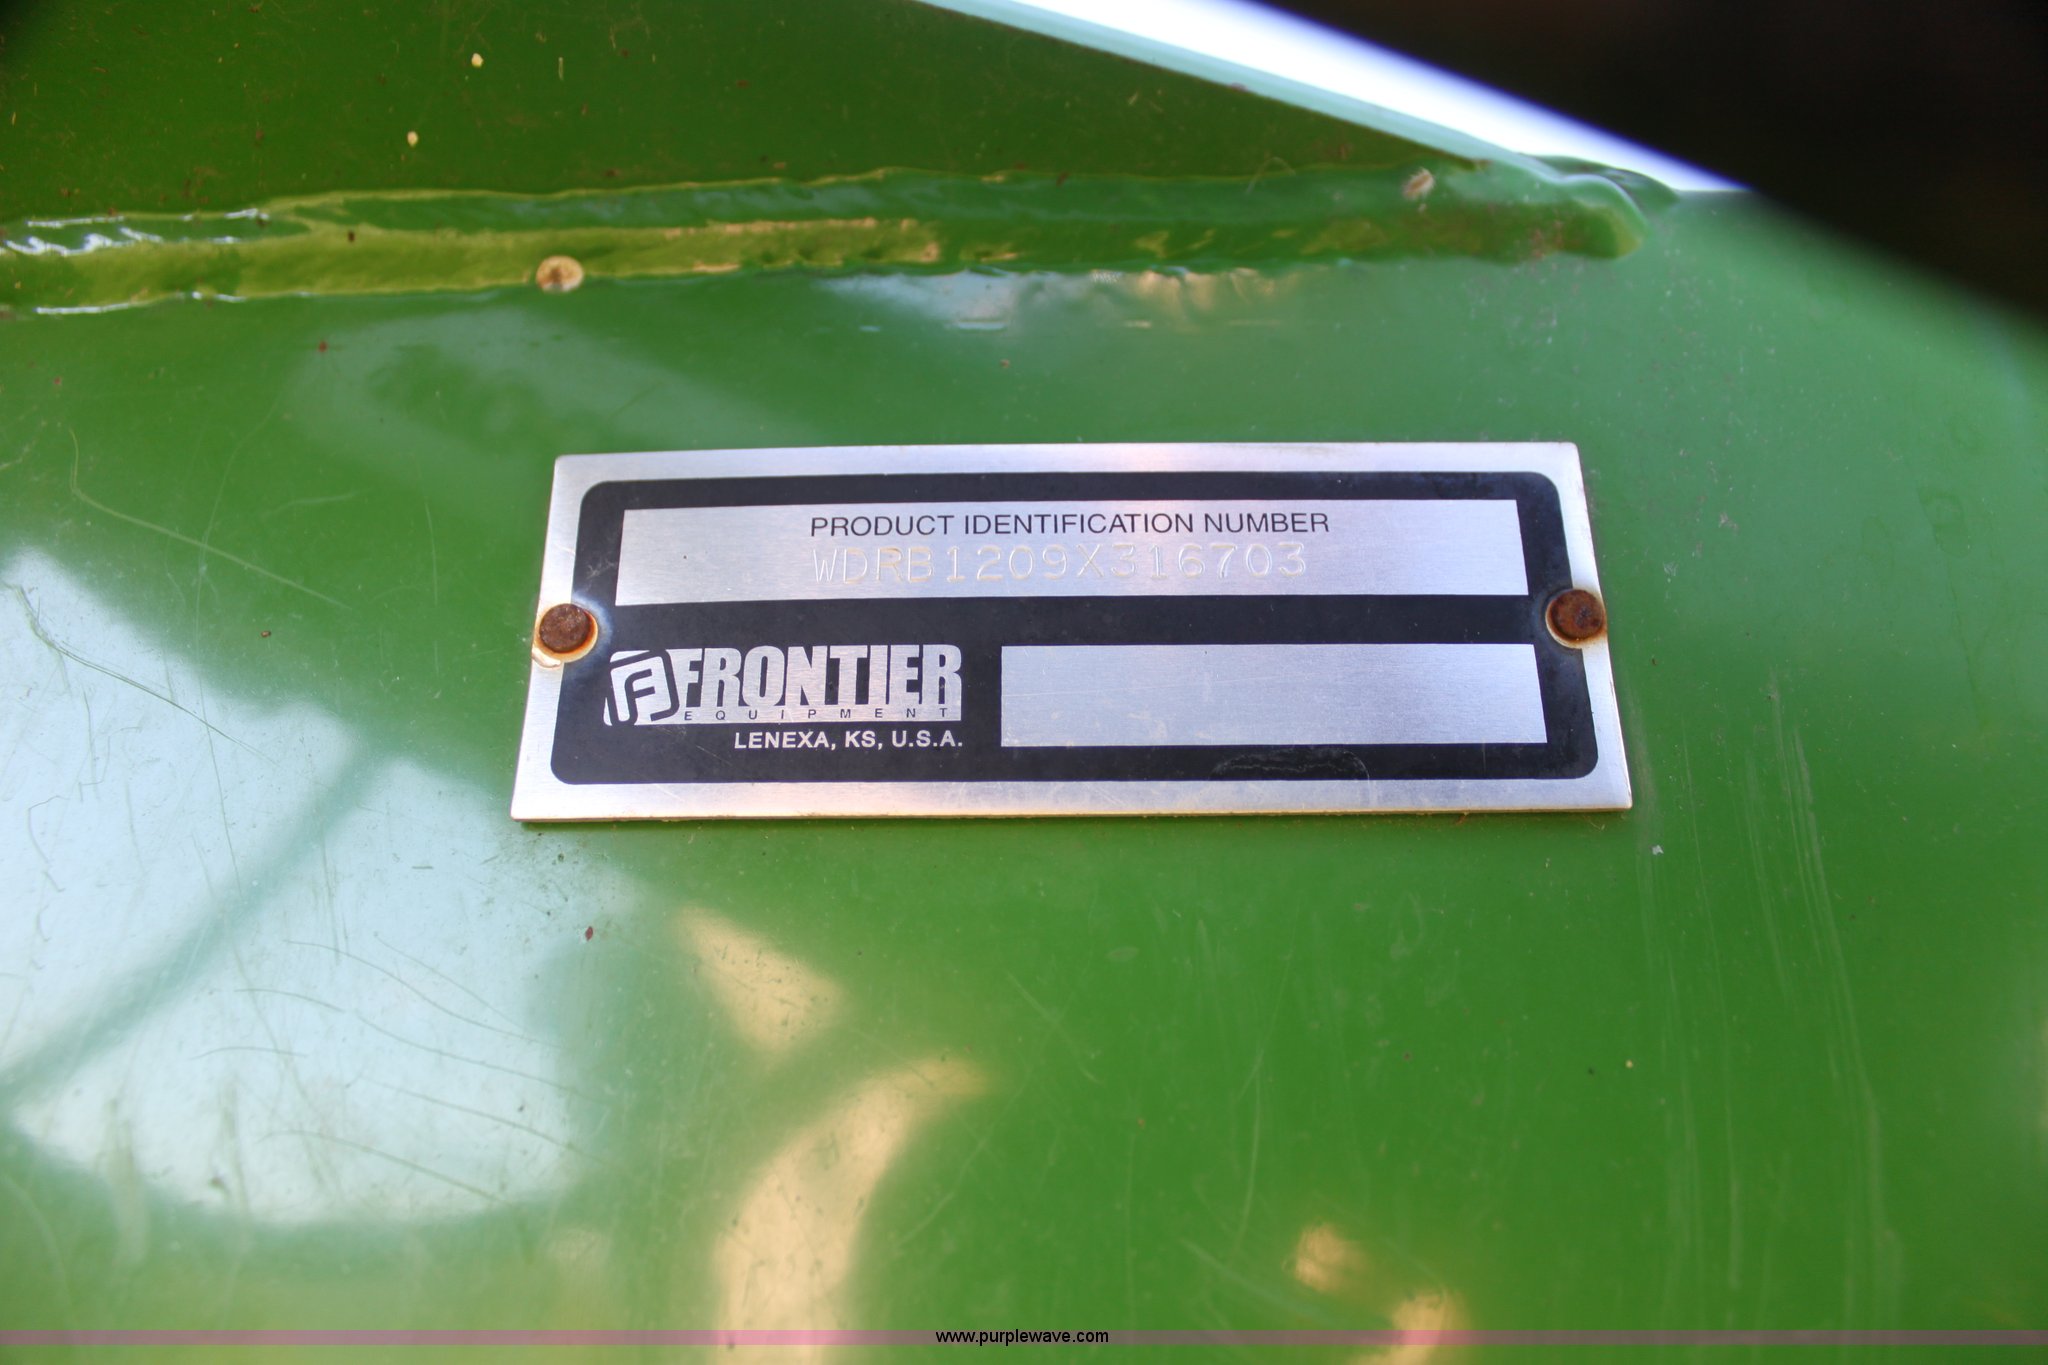 PRODUCT IDENTIFICATION NUMBER
WDRB1209X316703
F FRONTIER
EQUIPMENT
LENEXA, KS, U.S.A.
www.purplewave.com